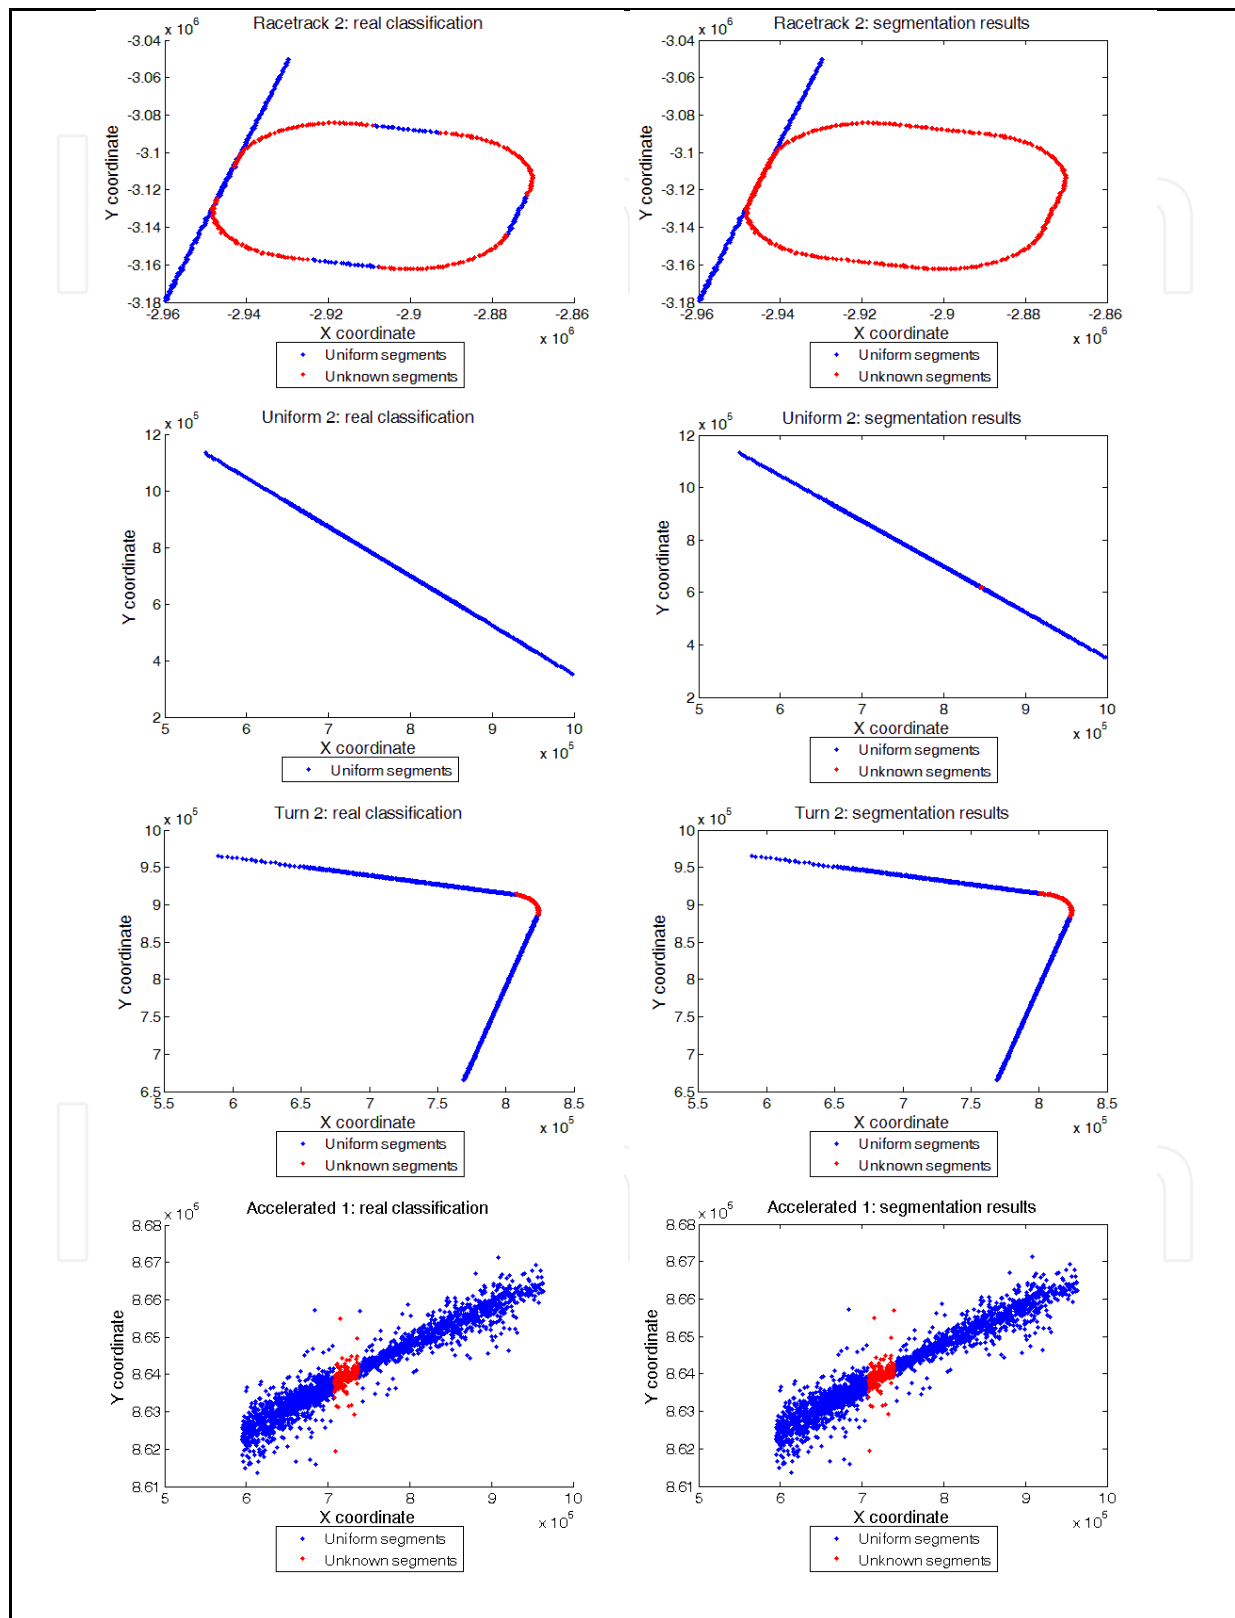 Racetrack 2: real classification
x 10^6
-3.04
-3.06
-3.08
-3.1
-3.12
-3.14
-3.16
-3.18
Y coordinate
-2.96
-2.94
-2.92
-2.9
-2.88
-2.86
X coordinate
x 10^6
Uniform segments
Unknown segments
Racetrack 2: segmentation results
x 10^6
-3.04
-3.06
-3.08
-3.1
-3.12
-3.14
-3.16
-3.18
Y coordinate
-2.96
-2.94
-2.92
-2.9
-2.88
-2.86
X coordinate
x 10^6
Uniform segments
Unknown segments
Uniform 2: real classification
x 10^5
12
10
8
6
4
2
Y coordinate
5
6
7
8
9
10
X coordinate
x 10^5
Uniform segments
Uniform 2: segmentation results
x 10^5
12
10
8
6
4
2
Y coordinate
5
6
7
8
9
10
X coordinate
x 10^5
Uniform segments
Unknown segments
Turn 2: real classification
x 10^5
10
9.5
9
8.5
8
7.5
7
6.5
Y coordinate
5.5
6
6.5
7
7.5
8
8.5
X coordinate
x 10^5
Uniform segments
Unknown segments
Turn 2: segmentation results
x 10^5
10
9.5
9
8.5
8
7.5
7
6.5
Y coordinate
5.5
6
6.5
7
7.5
8
8.5
X coordinate
x 10^5
Uniform segments
Unknown segments
Accelerated 1: real classification
x 10^5
8.68
8.67
8.66
8.65
8.64
8.63
8.62
8.61
Y coordinate
5
6
7
8
9
10
X coordinate
x 10^5
Uniform segments
Unknown segments
Accelerated 1: segmentation results
x 10^5
8.68
8.67
8.66
8.65
8.64
8.63
8.62
8.61
Y coordinate
5
6
7
8
9
10
X coordinate
x 10^5
Uniform segments
Unknown segments